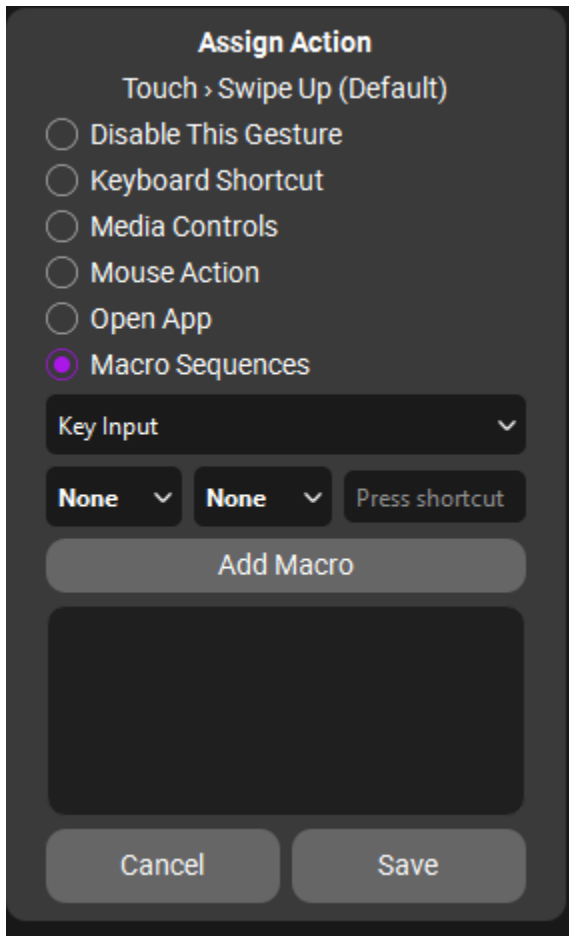 Assign Action
Touch › Swipe Up (Default)
Disable This Gesture
Keyboard Shortcut
Media Controls
Mouse Action
Open App
Macro Sequences
Key Input
None None Press shortcut
Add Macro
Cancel Save